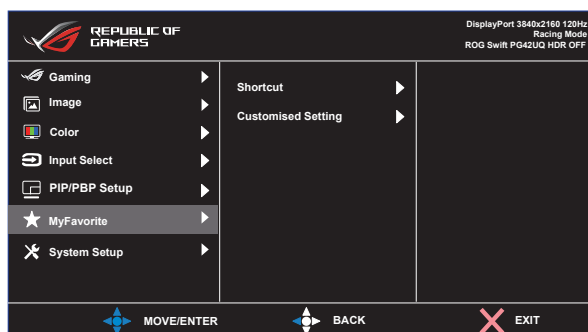 REPUBLIC OF
GAMERS
DisplayPort 3840x2160 120Hz
Racing Mode
ROG Swift PG42UQ HDR OFF
Gaming
Image
Color
Input Select
PIP/PBP Setup
MyFavorite
System Setup
Shortcut
Customised Setting
MOVE/ENTER
BACK
EXIT